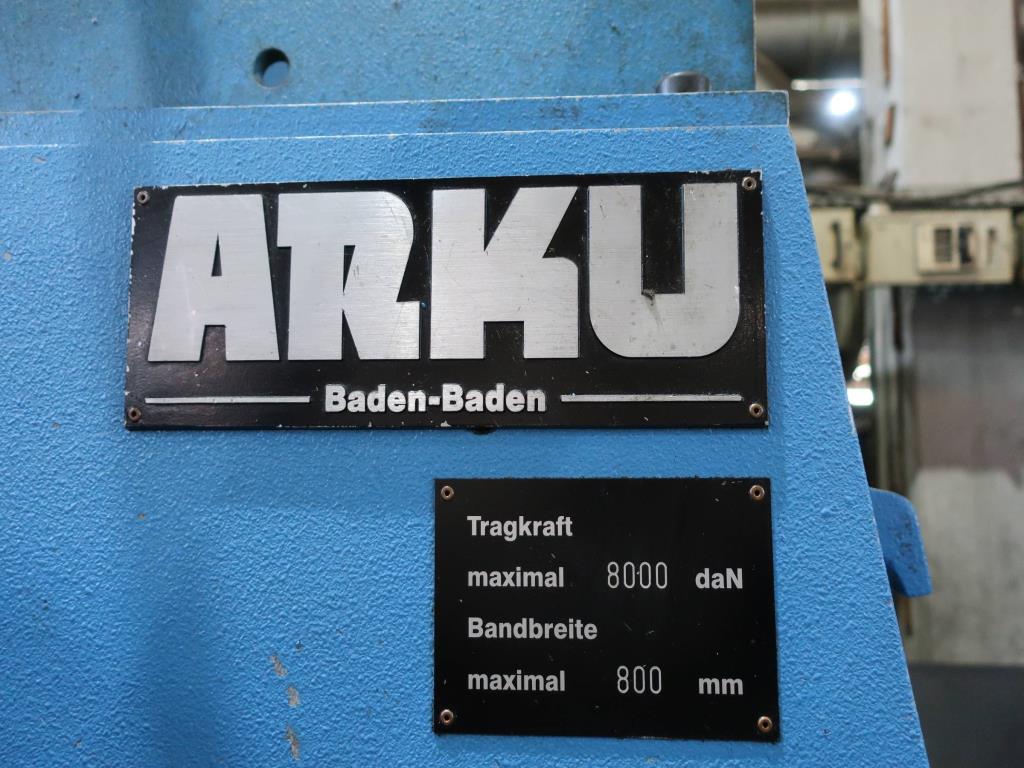 ARKU
Baden-Baden
Tragkraft
maximal 8000 daN
Bandbreite
maximal 800 mm